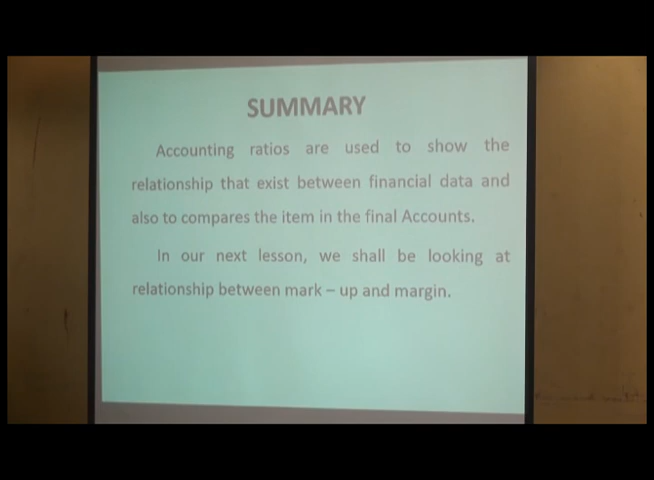 SUMMARY
Accounting ratios are used to show the
relationship that exist between financial data and
also to compares the item in the final Accounts.
In our next lesson, we shall be looking at
relationship between mark – up and margin.